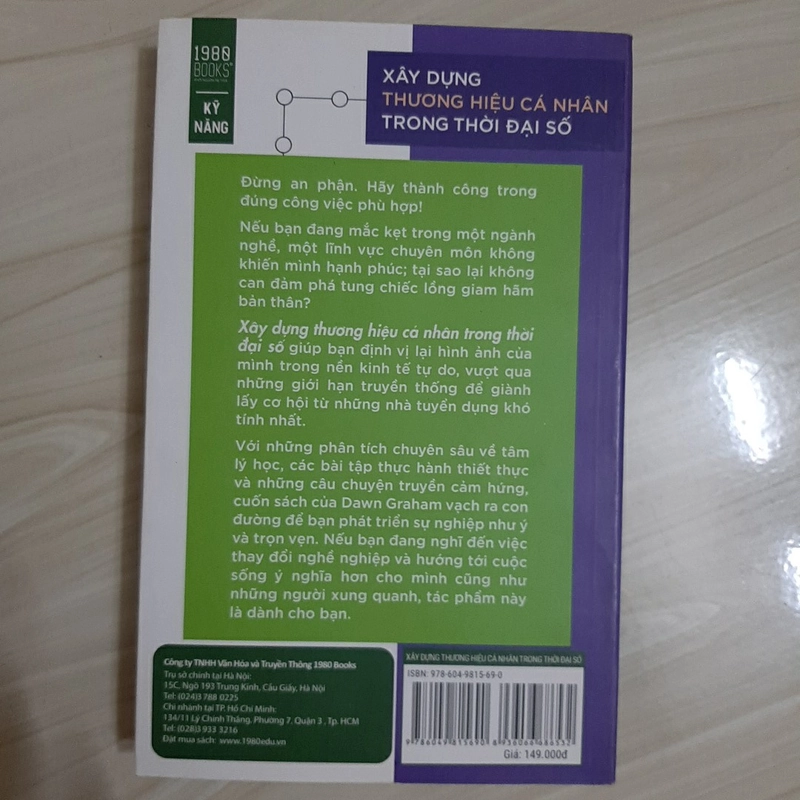 1980
BOOKS
KỸ
NĂNG
XÂY DỰNG
THƯƠNG HIỆU CÁ NHÂN
TRONG THỜI ĐẠI SỐ
Đừng an phận. Hãy thành công trong
đúng công việc phù hợp!
Nếu bạn đang mắc kẹt trong một ngành
nghề, một lĩnh vực chuyên môn không
khiến mình hạnh phúc; tại sao lại không
can đảm phá tung chiếc lồng giam hãm
bản thân?
Xây dựng thương hiệu cá nhân trong thời
đại số giúp bạn định vị lại hình ảnh của
mình trong nền kinh tế tự do, vượt qua
những giới hạn truyền thống để giành
lấy cơ hội từ những nhà tuyển dụng khó
tính nhất.
Với những phân tích chuyên sâu về tâm
lý học, các bài tập thực hành thiết thực
và những câu chuyện truyền cảm hứng,
cuốn sách của Dawn Graham vạch ra con
đường để bạn phát triển sự nghiệp như ý
và trọn vẹn. Nếu bạn đang nghĩ đến việc
thay đổi nghề nghiệp và hướng tới cuộc
sống ý nghĩa hơn cho mình cũng như
những người xung quanh, tác phẩm này
là dành cho bạn.
Công ty TNHH Văn Hóa và Truyền Thông 1980 Books
Trụ sở chính tại Hà Nội:
15C, Ngõ 193 Trung Kính, Cầu Giấy, Hà Nội
Tel: (024)3 788 0225
Chi nhánh tại TP. Hồ Chí Minh:
134/11 Lý Chính Thắng, Phường 7, Quận 3 , Tp. HCM
Tel: (028)3 933 3216
Đặt mua sách: www.1980edu.vn
XÂY DỰNG THƯƠNG HIỆU CÁ NHÂN TRONG THỜI ĐẠI SỐ
ISBN: 978-604-9815-69-0
9 786049 815690 8 936066 686532
Giá: 149.000đ